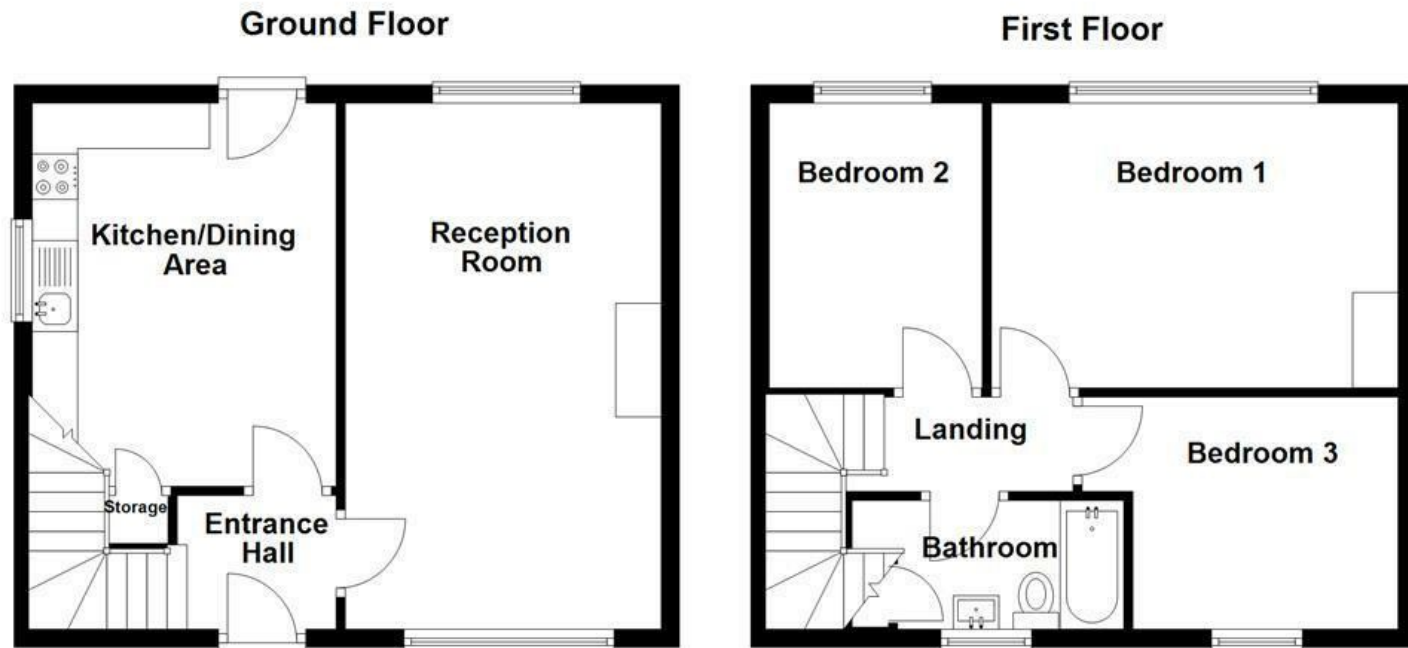 Ground Floor
Kitchen/Dining
Area
Reception
Room
Storage
Entrance
Hall
First Floor
Bedroom 2
Bedroom 1
Landing
Bedroom 3
Bathroom